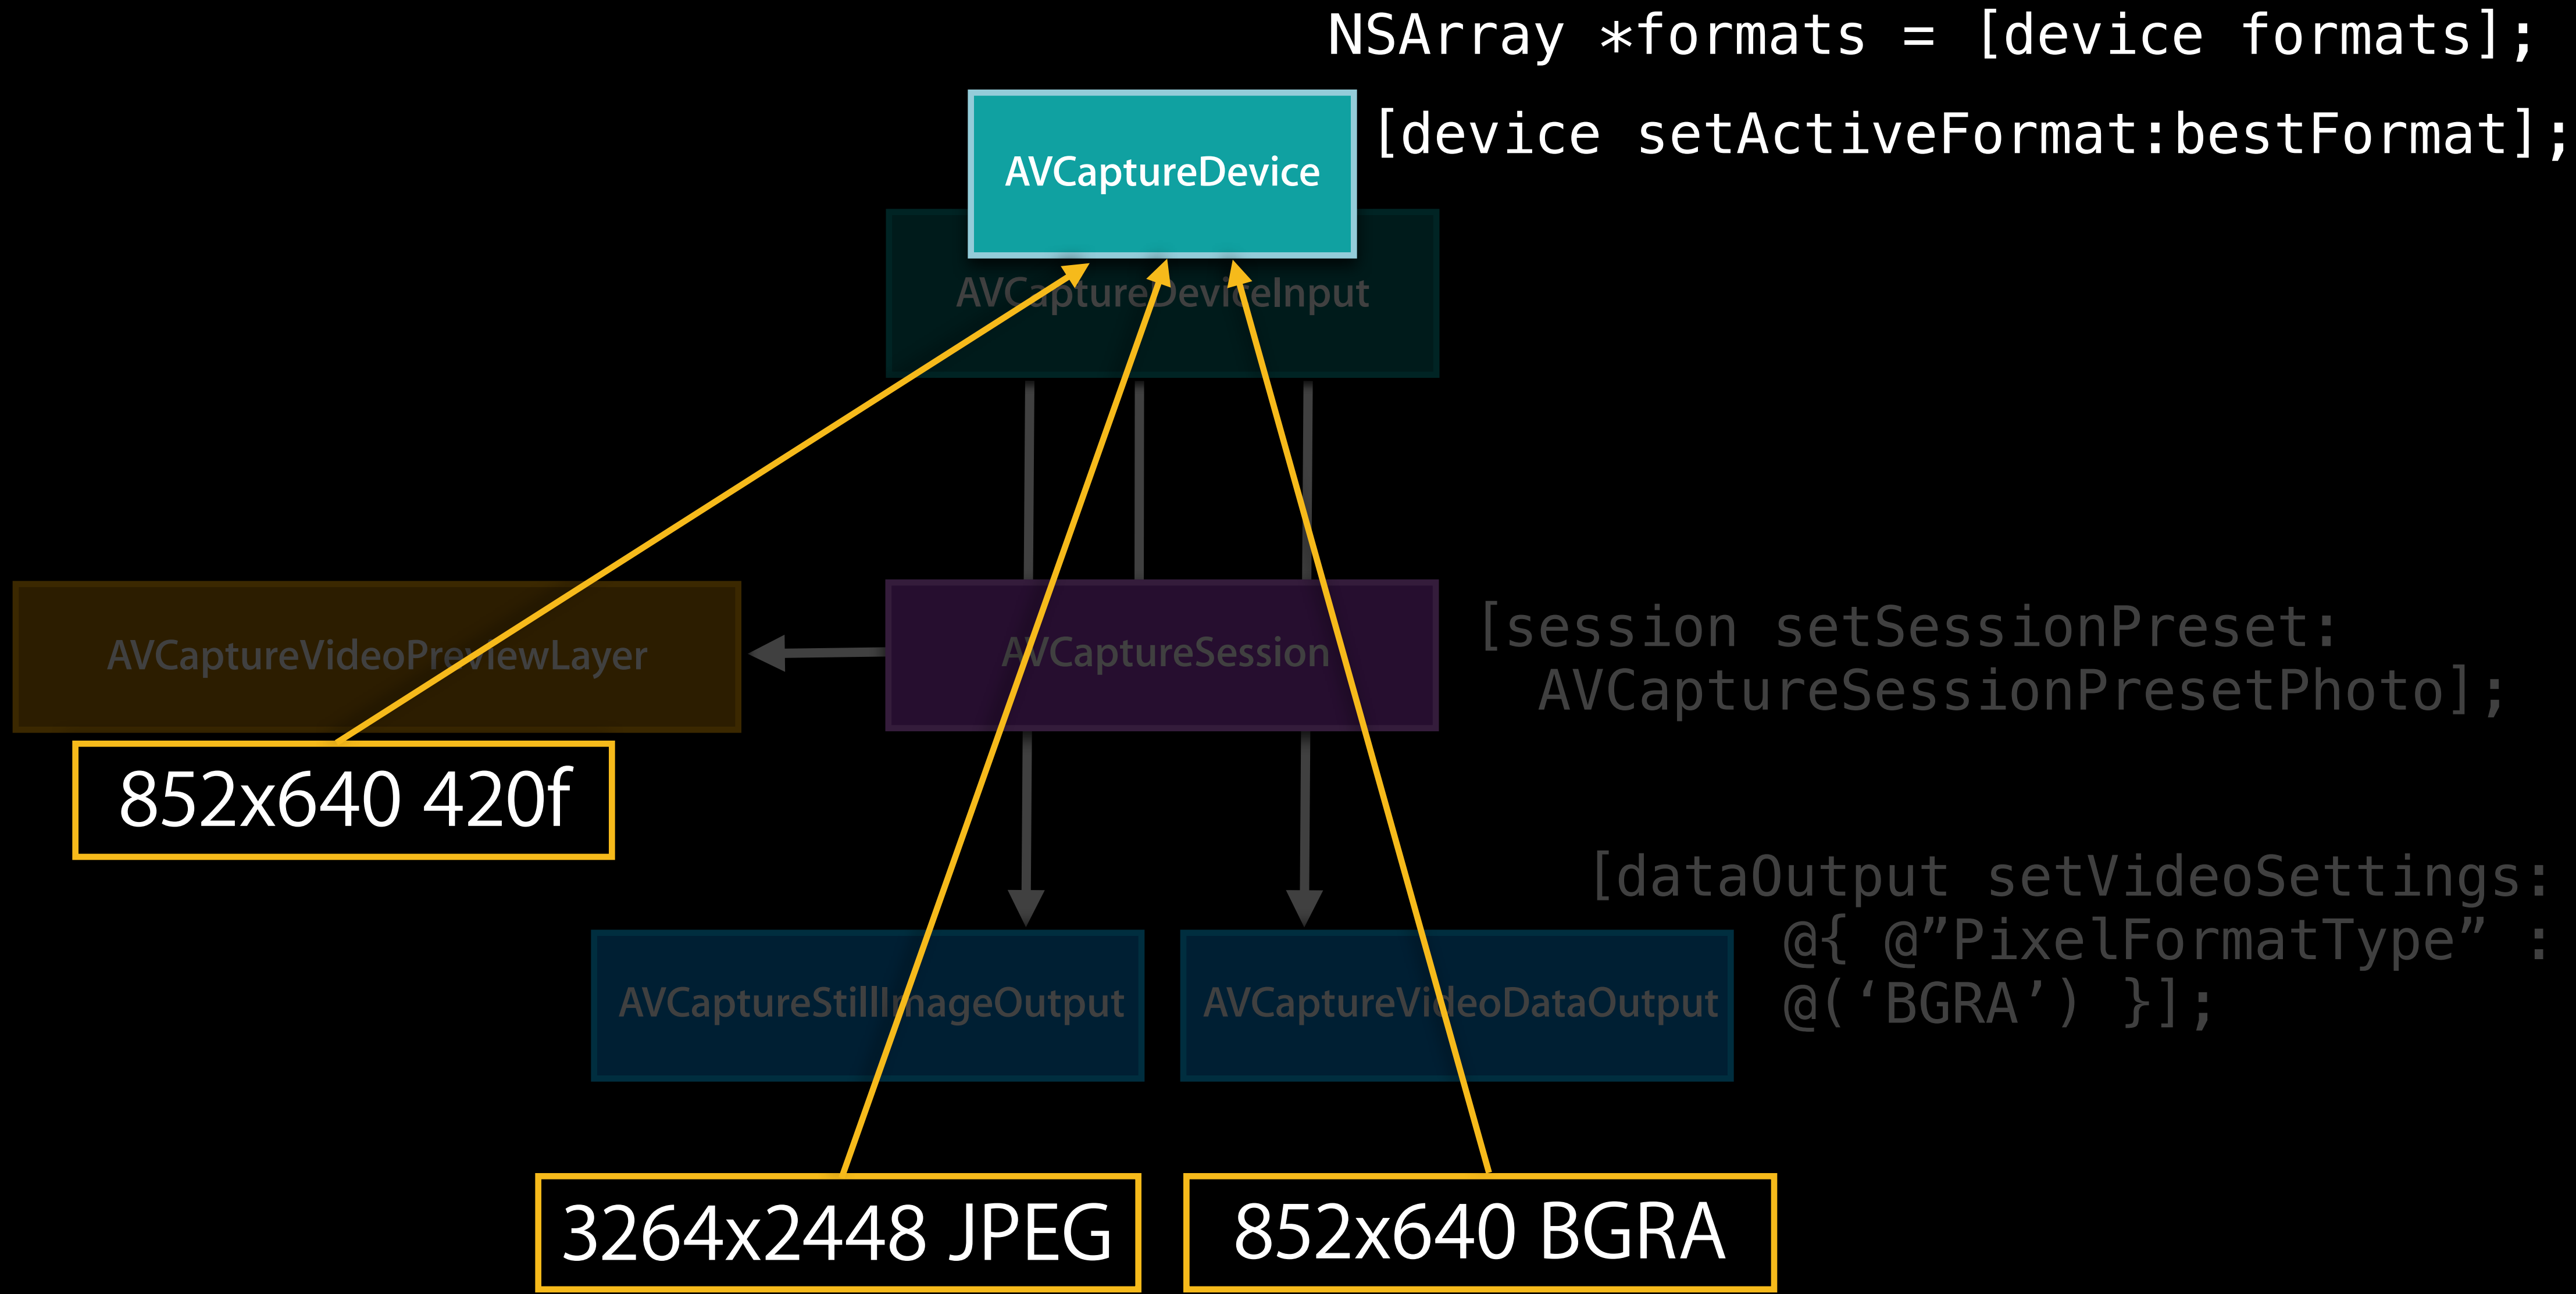 NSArray *formats = [device formats];
[device setActiveFormat:bestFormat];
AVCaptureDevice
AVCaptureDeviceInput
AVCaptureVideoPreviewLayer
AVCaptureSession
[session setSessionPreset:
AVCaptureSessionPresetPhoto];
852x640 420f
[dataOutput setVideoSettings:
@{ @”PixelFormatType” :
@(‘BGRA’) }];
AVCaptureStillImageOutput
AVCaptureVideoDataOutput
3264x2448 JPEG
852x640 BGRA